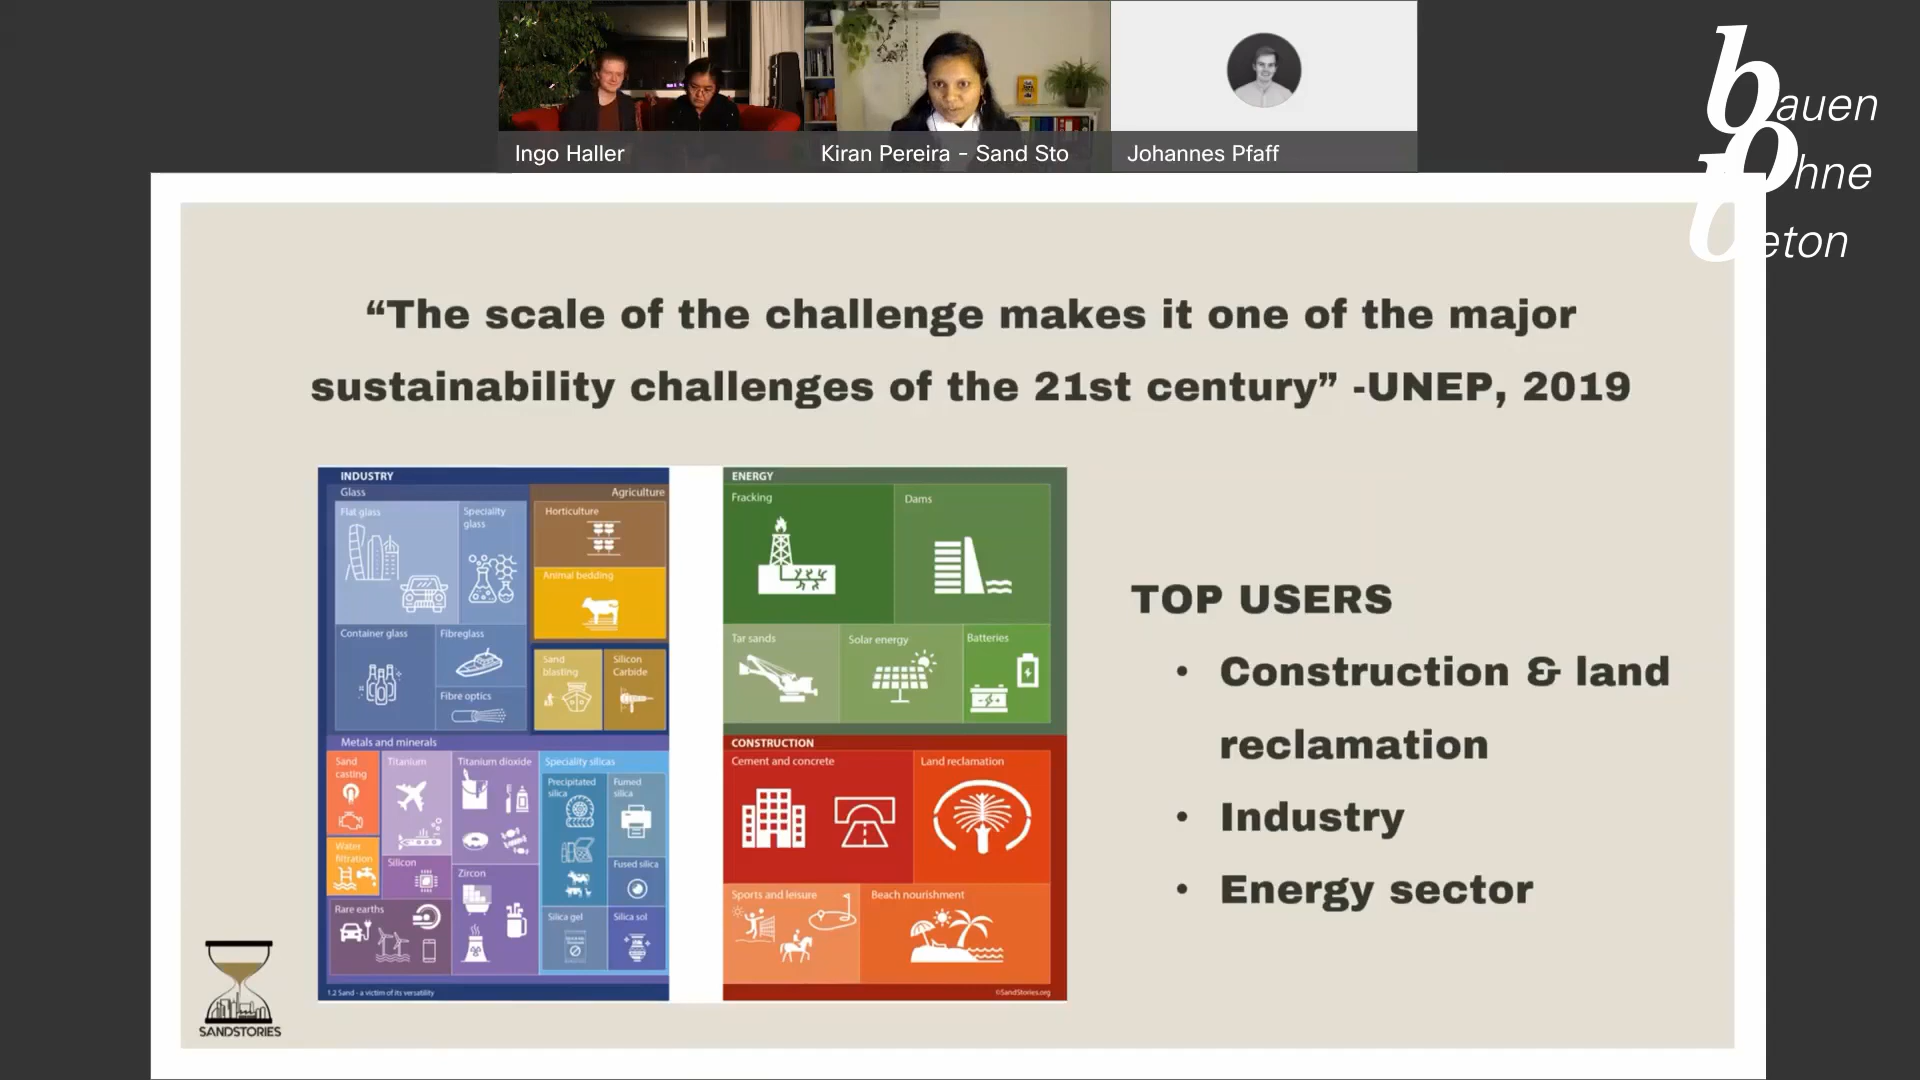 Ingo Haller
Kiran Pereira - Sand Sto
Johannes Pfaff
bauen
ohne
beton
“The scale of the challenge makes it one of the major
sustainability challenges of the 21st century” -UNEP, 2019
INDUSTRY
Glass
Flat glass
Speciality
glass
Container glass
Fibreglass
Fibre optics
Agriculture
Horticulture
Animal bedding
Sand
blasting
Silicon
Carbide
Metals and minerals
Sand
casting
Titanium
Titanium dioxide
Water
filtration
Silicon
Zircon
Rare earths
Speciality silicas
Precipitated
silica
Fumed
silica
Fused silica
Silica gel
Silica sol
1.2 Sand - a victim of its versatility
ENERGY
Fracking
Dams
Tar sands
Solar energy
Batteries
CONSTRUCTION
Cement and concrete
Land reclamation
Sports and leisure
Beach nourishment
©SandStories.org
TOP USERS
• Construction & land
reclamation
• Industry
• Energy sector
SANDSTORIES